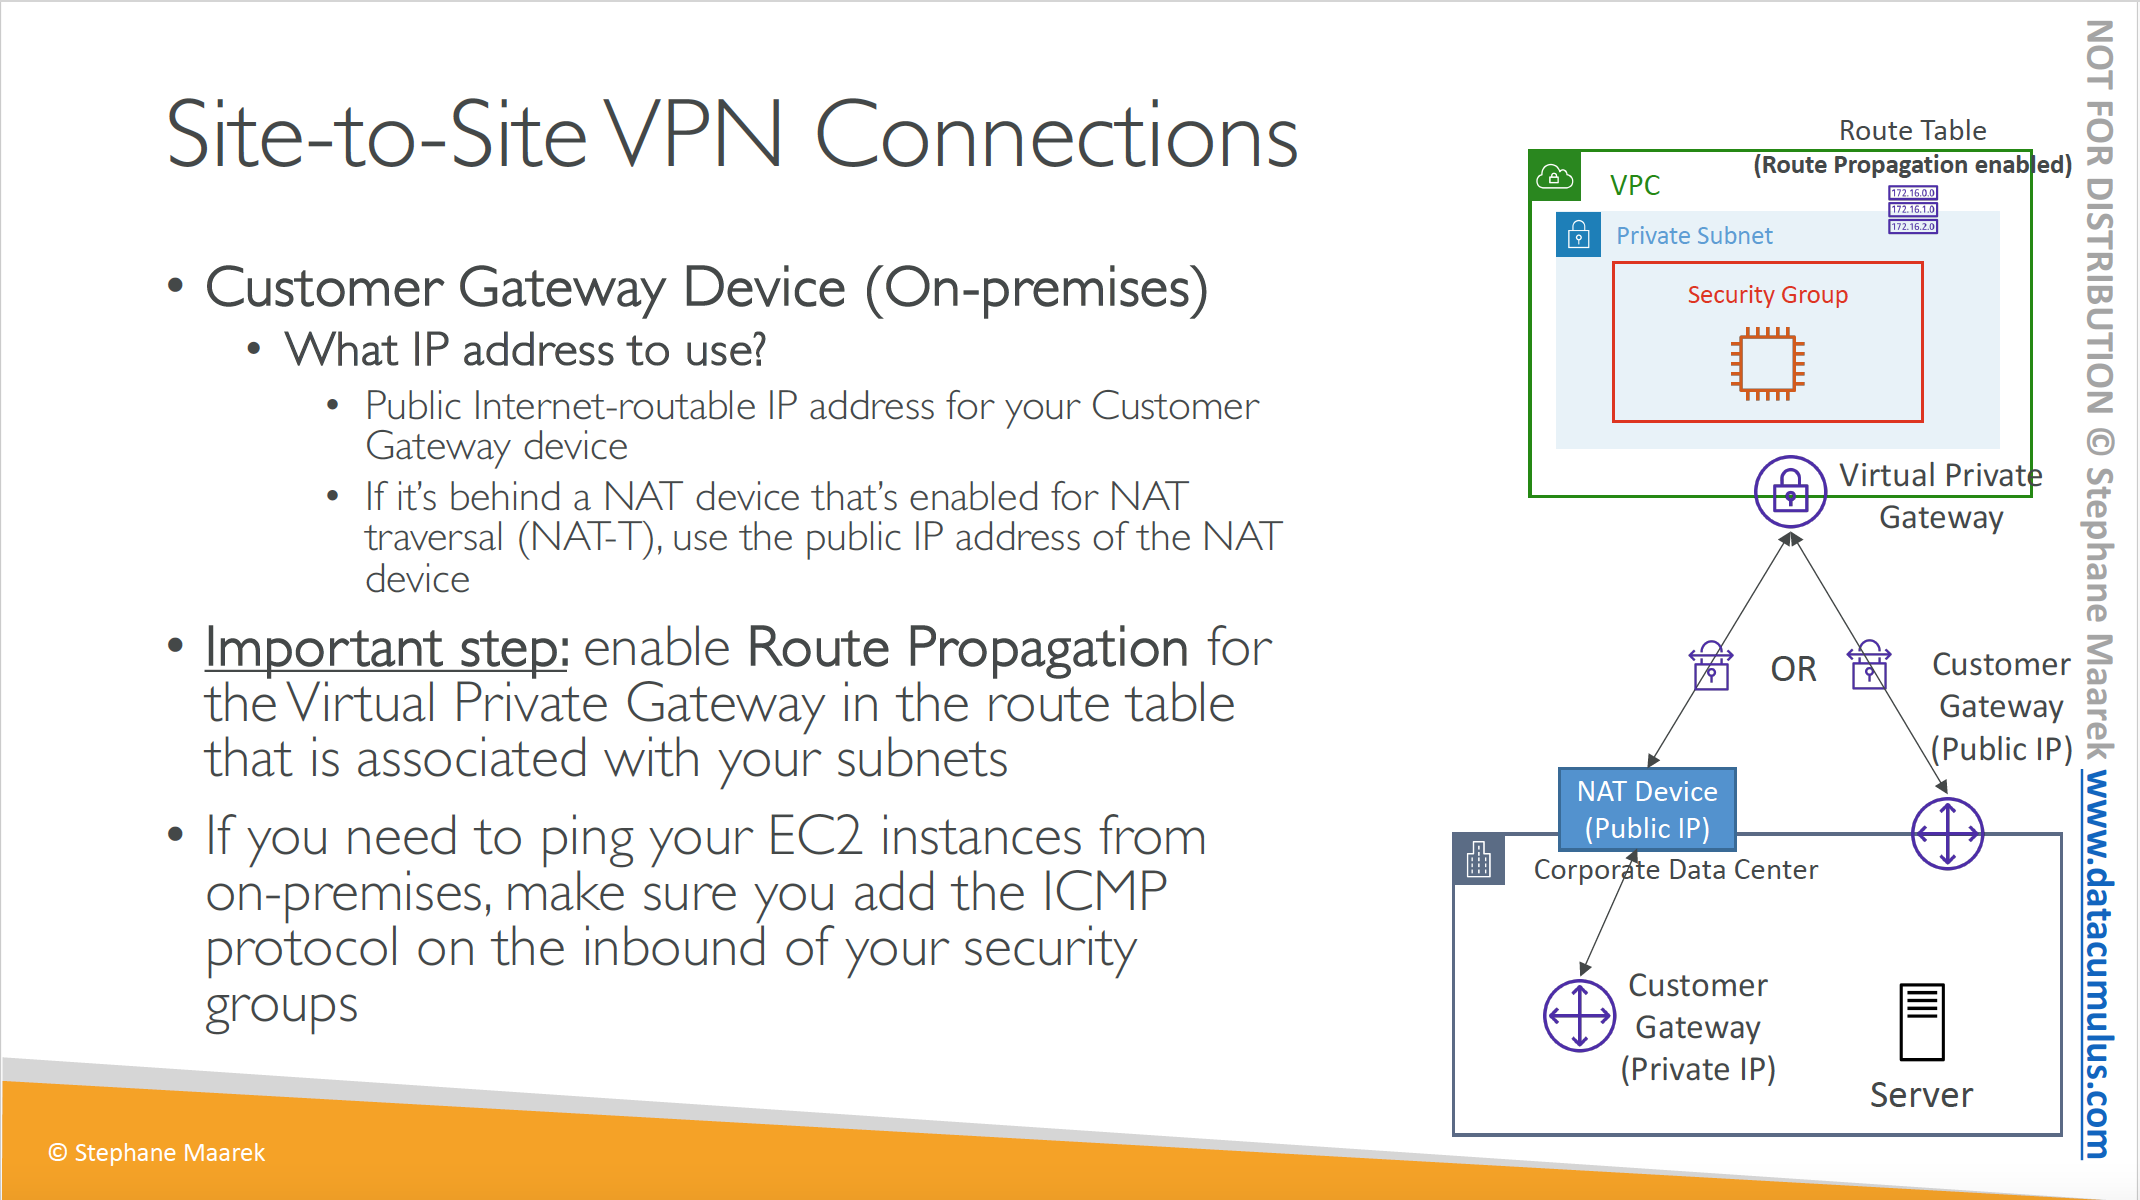 Site-to-Site VPN Connections
• Customer Gateway Device (On-premises)
• What IP address to use?
• Public Internet-routable IP address for your Customer
Gateway device
• If it’s behind a NAT device that’s enabled for NAT
traversal (NAT-T), use the public IP address of the NAT
device
• Important step: enable Route Propagation for
the Virtual Private Gateway in the route table
that is associated with your subnets
• If you need to ping your EC2 instances from
on-premises, make sure you add the ICMP
protocol on the inbound of your security
groups
Route Table
(Route Propagation enabled)
VPC
172.16.0.0
172.16.1.0
172.16.2.0
Private Subnet
Security Group
Virtual Private
Gateway
OR
Customer
Gateway
(Public IP)
NAT Device
(Public IP)
Corporate Data Center
Customer
Gateway
(Private IP)
Server
© Stephane Maarek
NOT FOR DISTRIBUTION © Stephane Maarek www.datacumulus.com